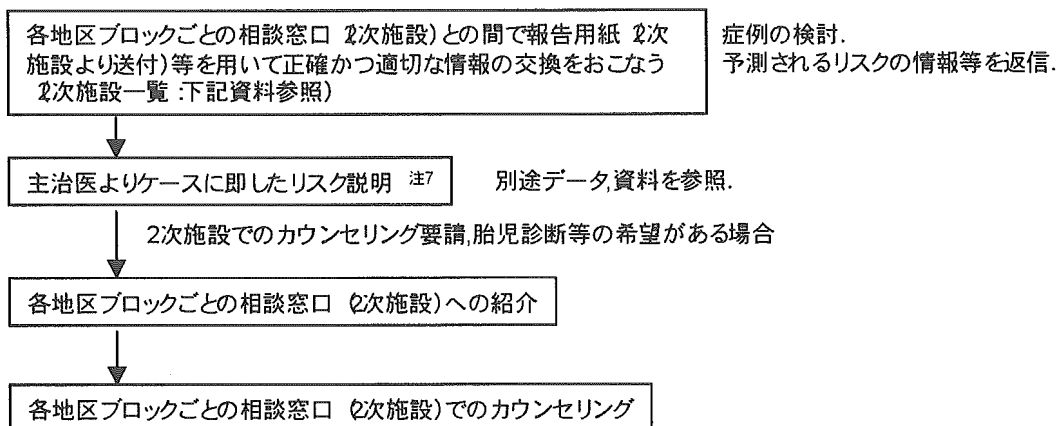 各地区ブロックごとの相談窓口(2次施設)との間で報告用紙(2次
施設より送付)等を用いて正確かつ適切な情報の交換をおこなう
(2次施設一覧:下記資料参照)
症例の検討.
予測されるリスクの情報等を返信.
主治医よりケースに即したリスク説明 注7
別途データ,資料を参照.
2次施設でのカウンセリング要請,胎児診断等の希望がある場合
各地区ブロックごとの相談窓口(2次施設)への紹介
各地区ブロックごとの相談窓口(2次施設)でのカウンセリング